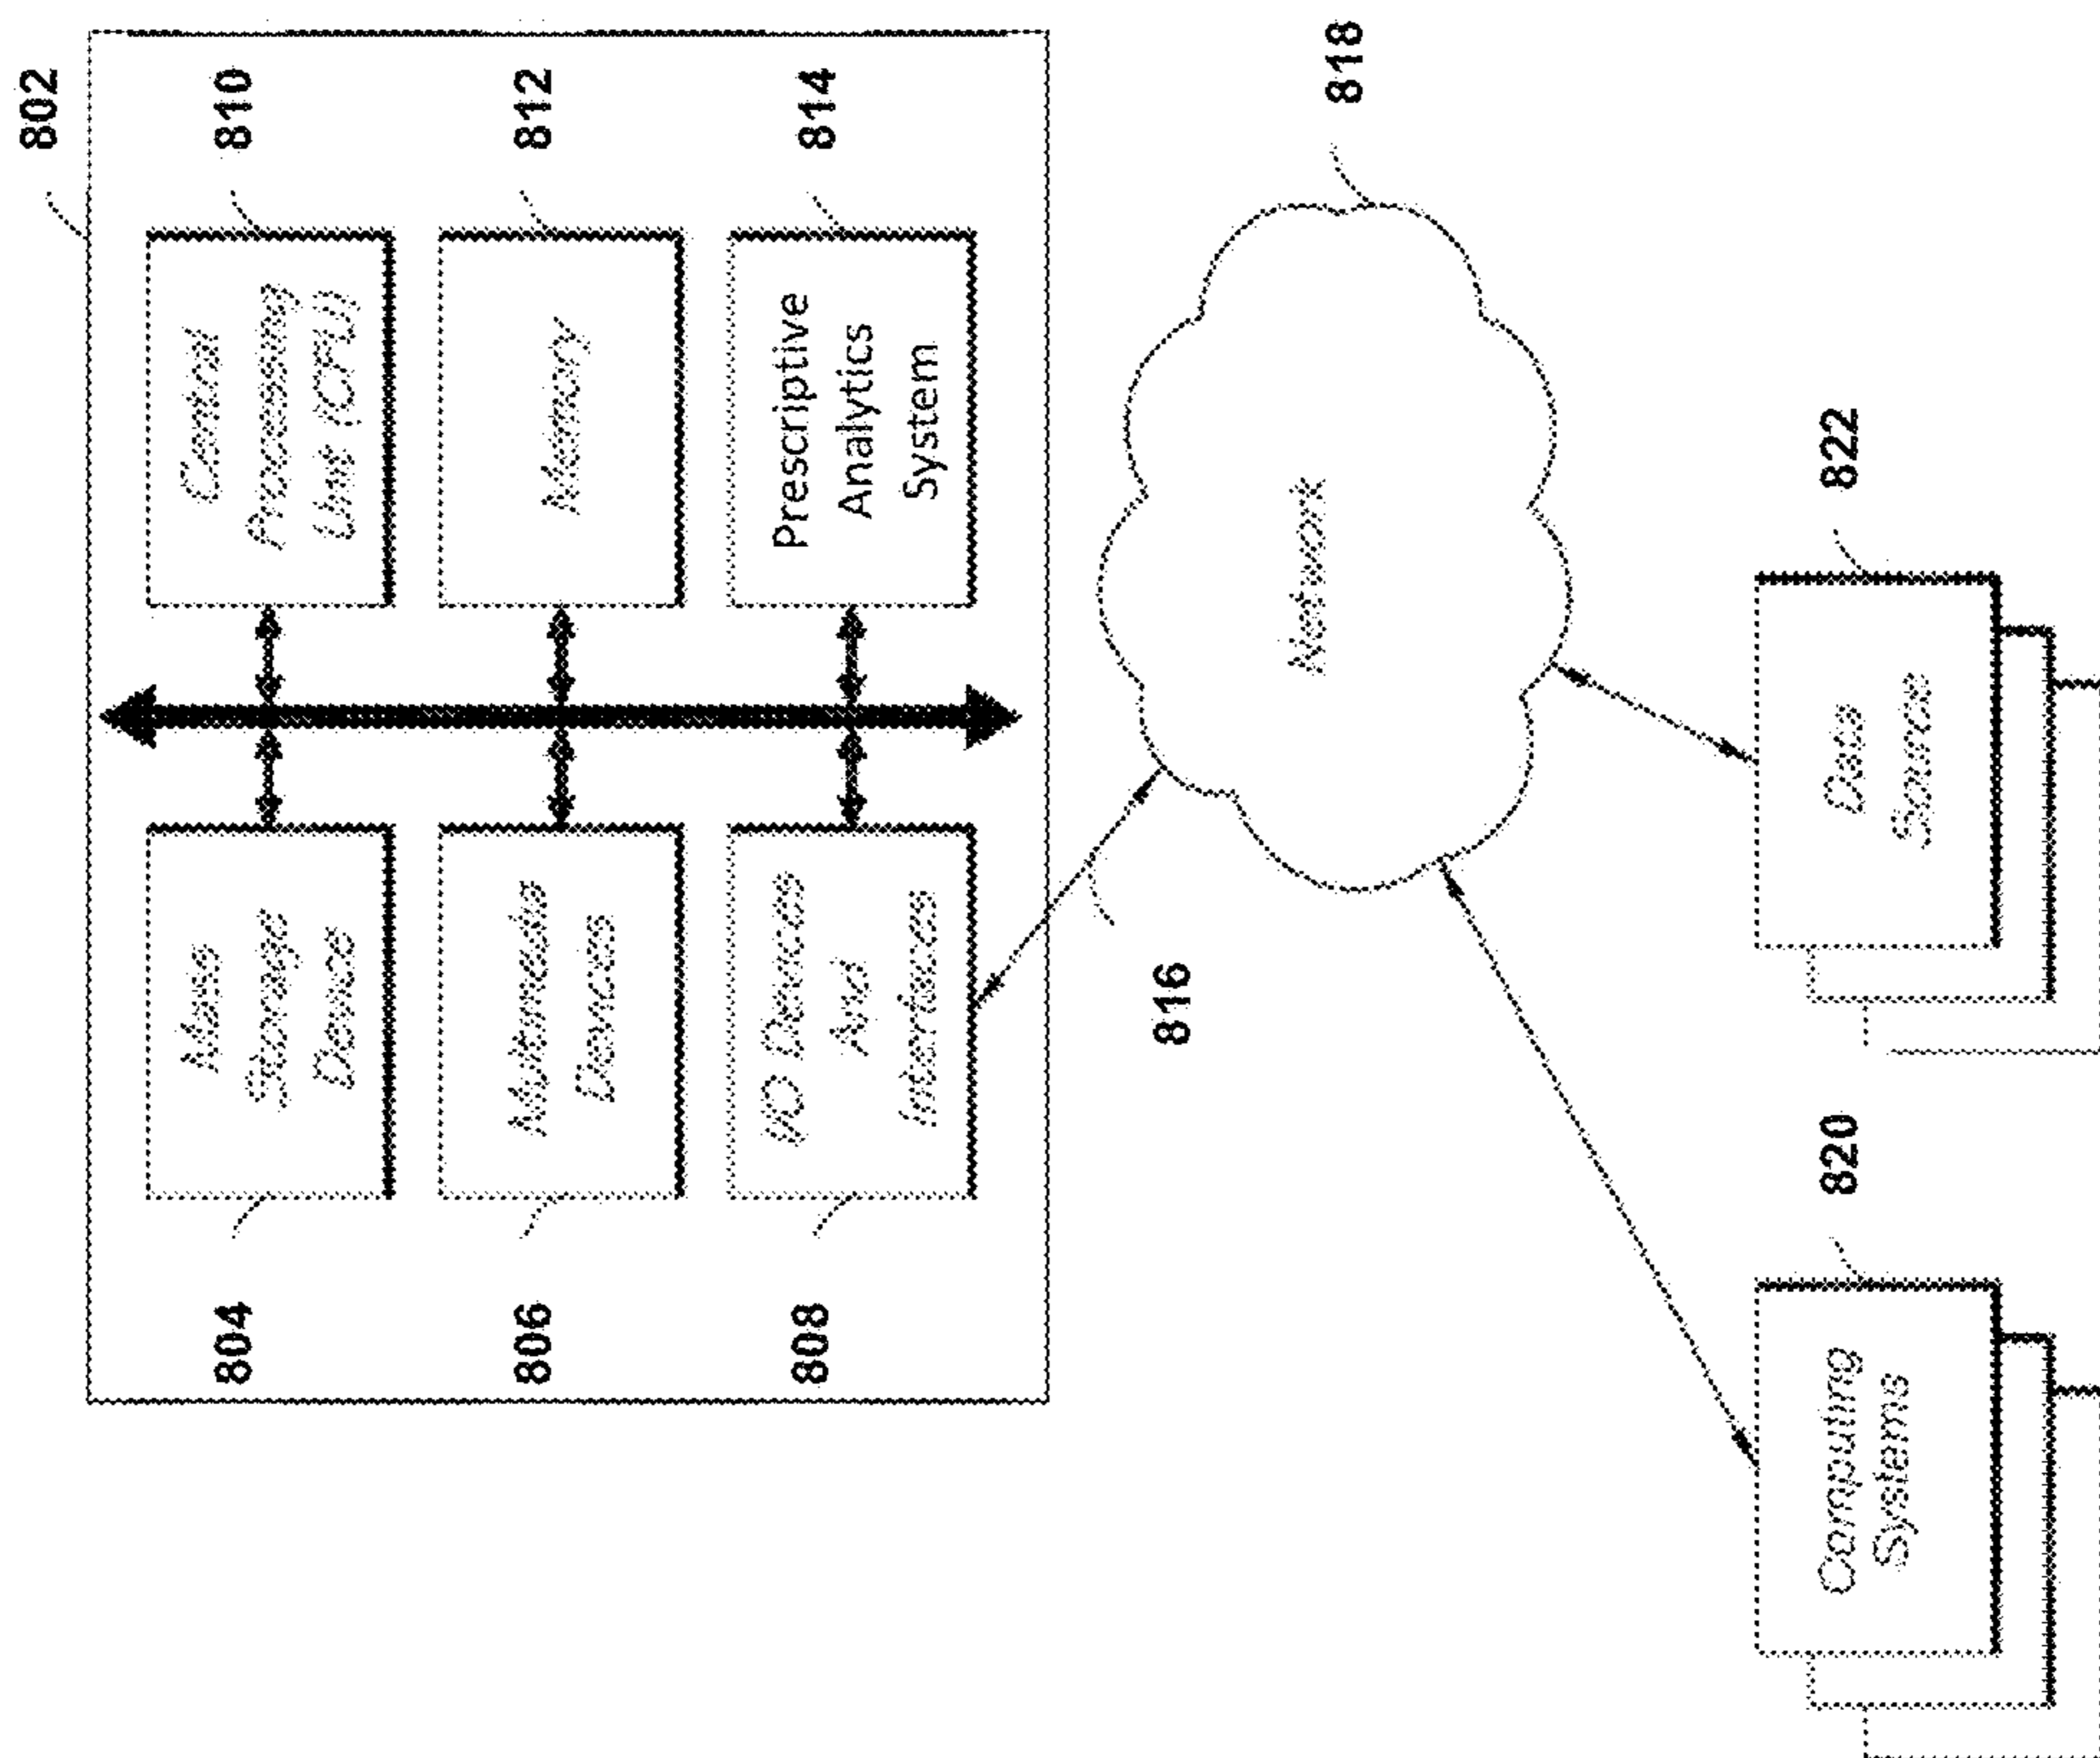 802
804
Mass
Storage
Device
Central
Processing
Unit (CPU)
810
806
Multimedia
Devices
Memory
812
808
I/O Devices
And
Interfaces
Prescriptive
Analytics
System
814
816
Network
818
820
Computing
Systems
822
Data
Sources